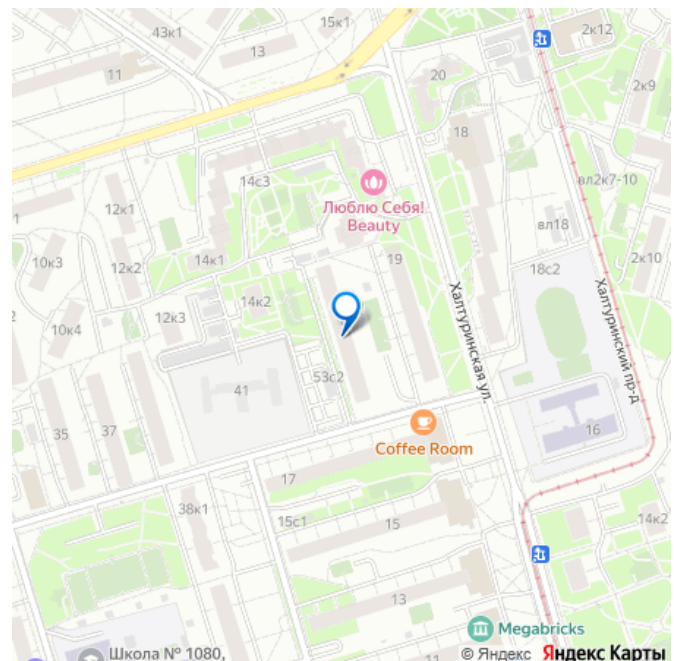 15к1
43к1
13
2к12
11
20
2к9
18
14с3
Люблю Себя!
Beauty
вл2к7-10
12к1
1
вл18
10к3
12к2
14к1
19
18с2
2к10
Халтуринская ул.
Халтуринский пр-д
14к2
10к4
12к3
53с2
41
35
37
16
Coffee Room
17
38к1
15с1
15
14к2
13
Megabricks
Школа № 1080,
© Яндекс Яндекс Карты